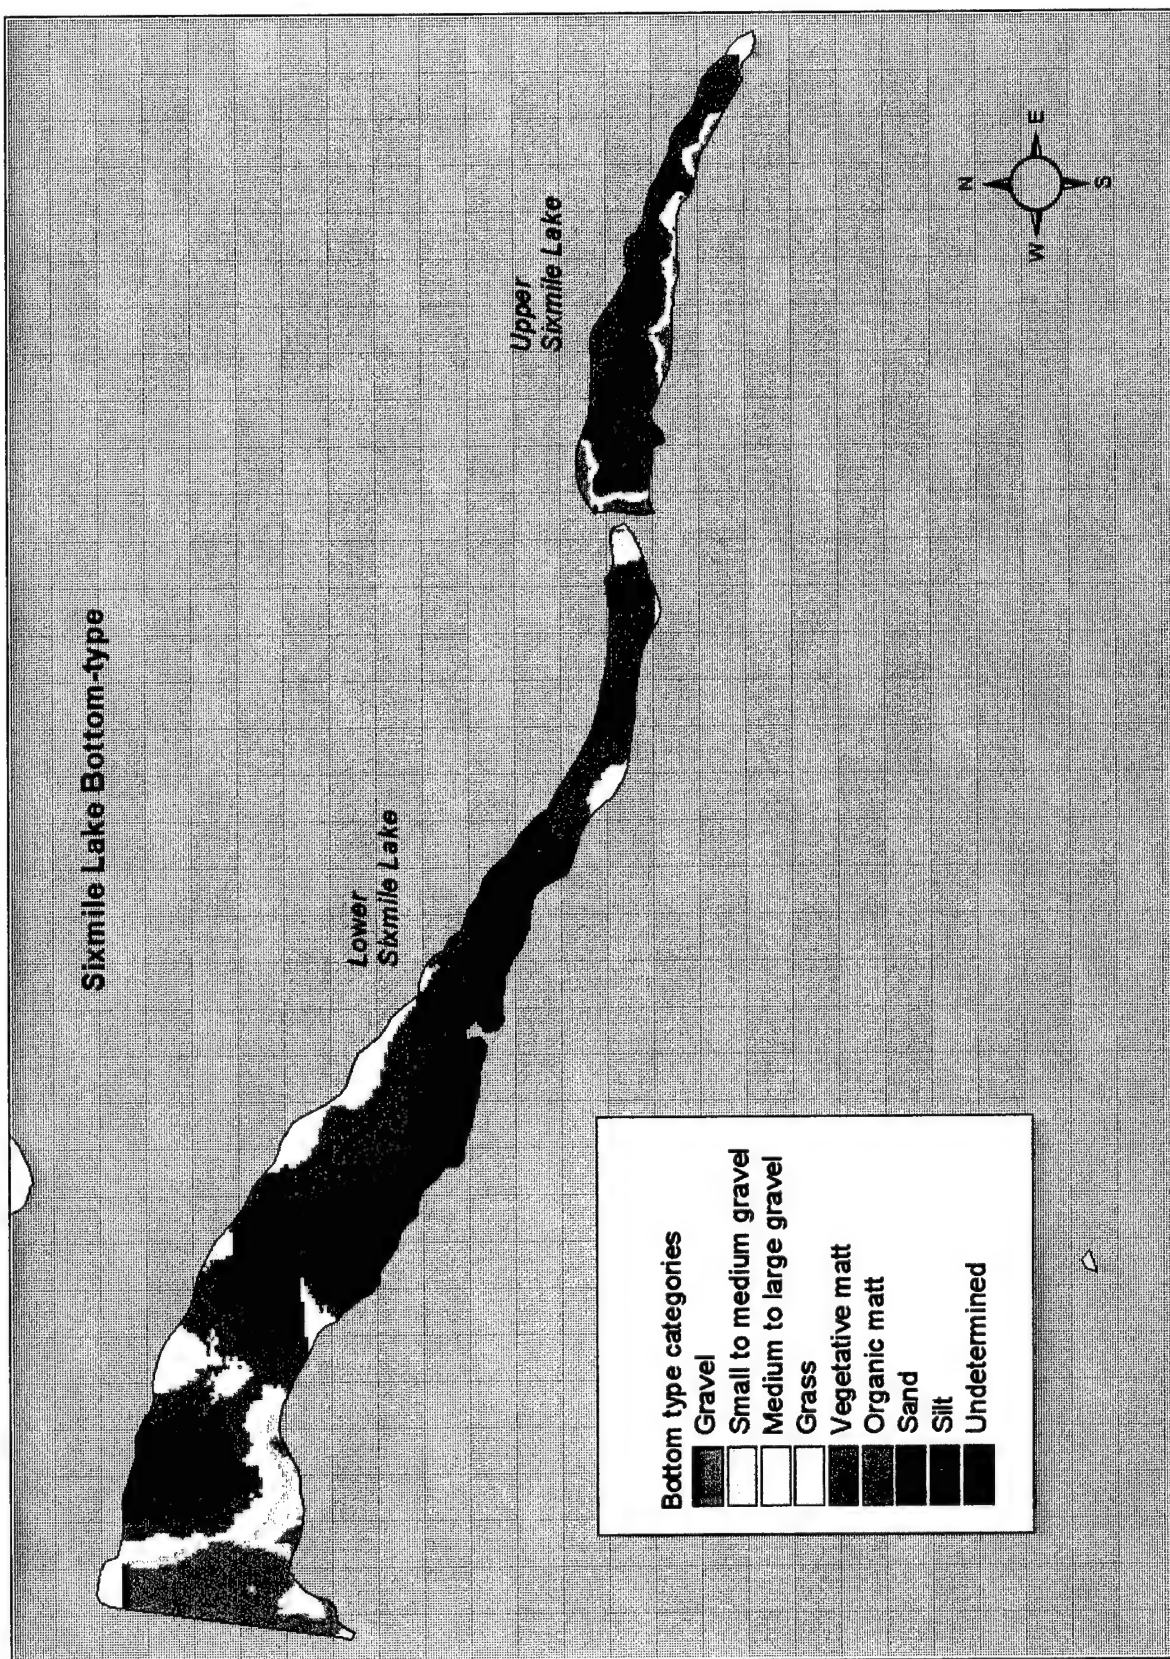 Sixmile Lake Bottom-type
Lower
Sixmile Lake
Upper
Sixmile Lake
N
W
E
S
Bottom type categories
Gravel
Small to medium gravel
Medium to large gravel
Grass
Vegetative matt
Organic matt
Sand
Silt
Undetermined